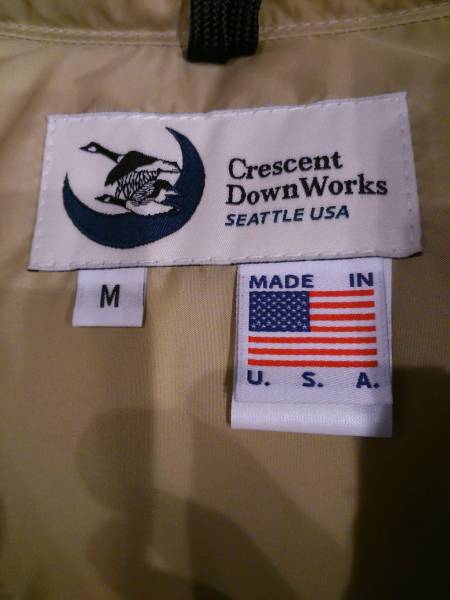 Crescent
DownWorks
SEATTLE USA
M
MADE IN
U. S. A.